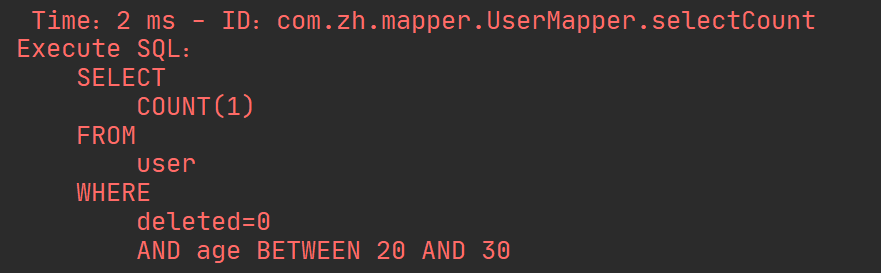 Time：2 ms - ID：com.zh.mapper.UserMapper.selectCount
Execute SQL：
SELECT
COUNT(1)
FROM
user
WHERE
deleted=0
AND age BETWEEN 20 AND 30